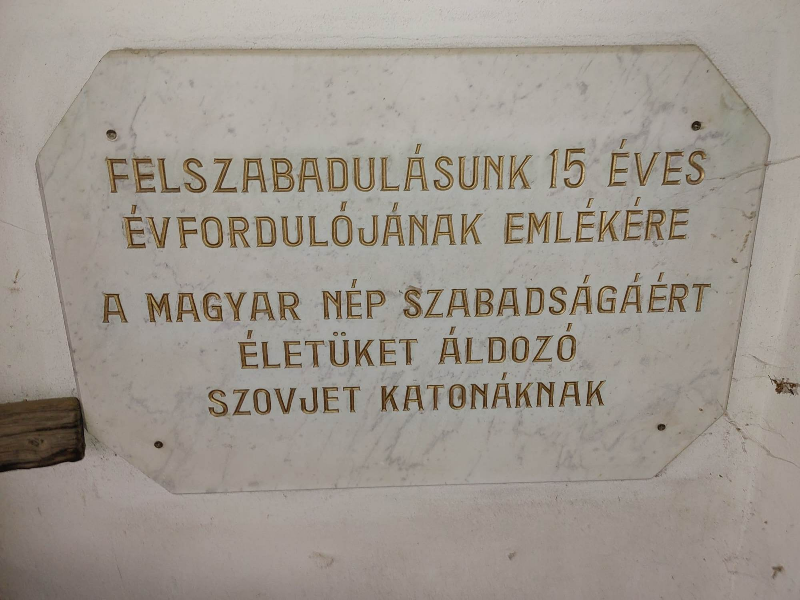 FELSZABADULÁSUNK 15 ÉVES
ÉVFORDULÓJÁNAK EMLÉKÉRE
A MAGYAR NÉP SZABADSÁGÁÉRT
ÉLETÜKET ÁLDOZÓ
SZOVJET KATONÁKNAK